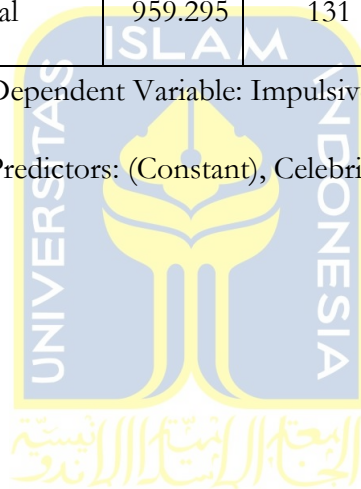 al 959.295 131
Dependent Variable: Impulsiv
Predictors: (Constant), Celebri
ISLAM
UNIVERSITAS
INDONESIA